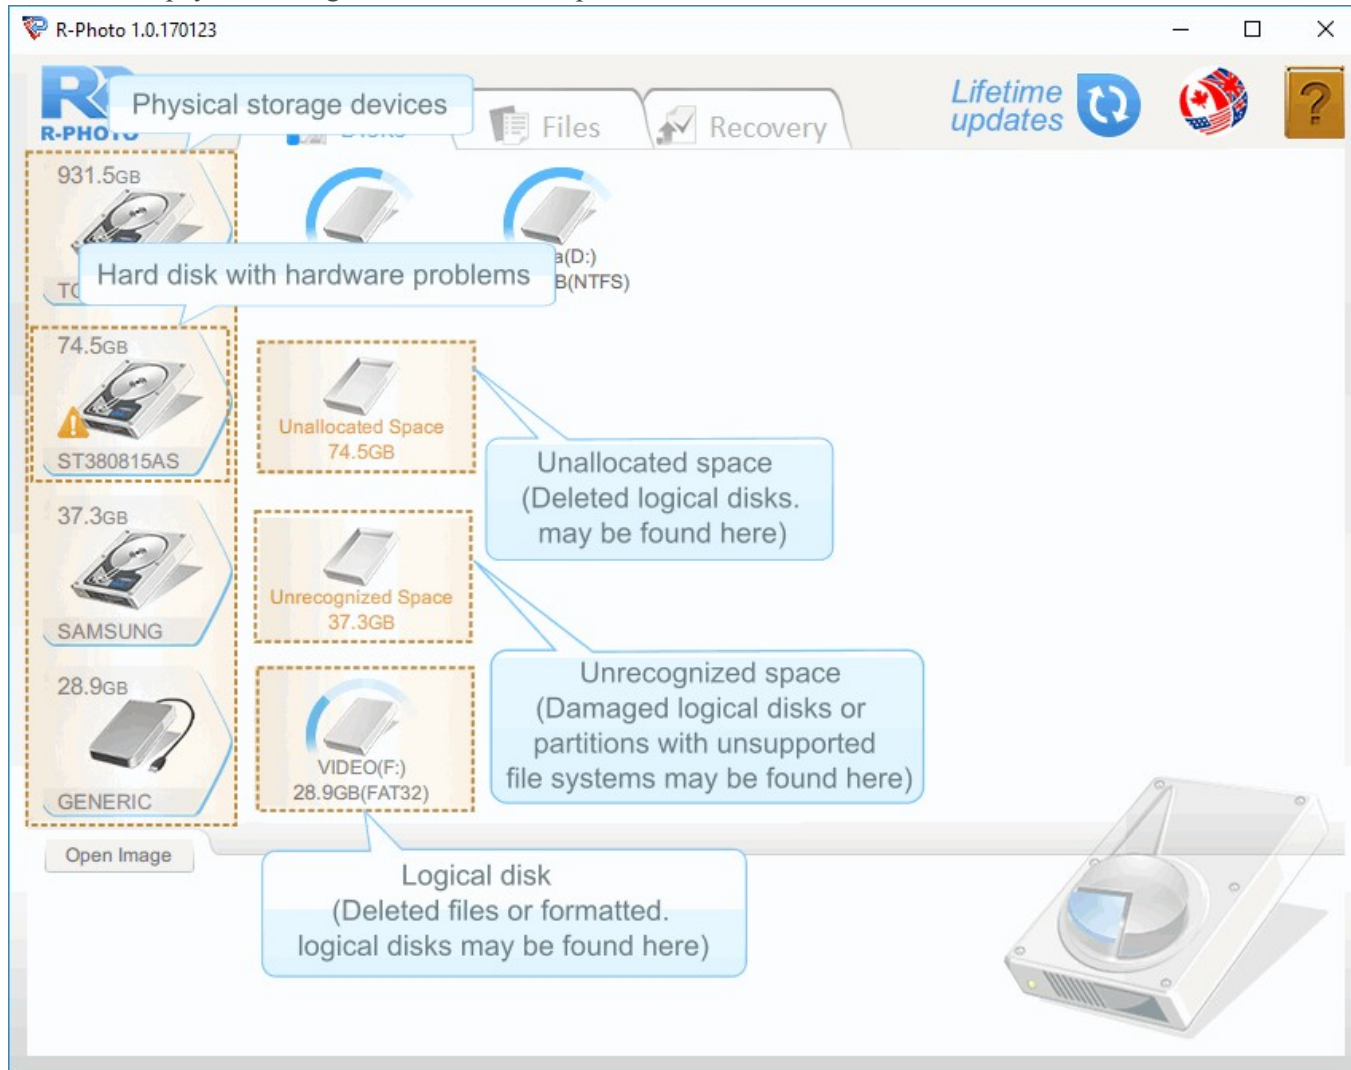 R-Photo 1.0.170123
R-PHOTO
Physical storage devices
Disks
Files
Recovery
Lifetime
updates
?
931.5GB
Hard disk with hardware problems
a(D:)
B(NTFS)
TO
74.5GB
ST380815AS
Unallocated Space
74.5GB
Unallocated space
(Deleted logical disks.
may be found here)
37.3GB
SAMSUNG
Unrecognized Space
37.3GB
Unrecognized space
(Damaged logical disks or
partitions with unsupported
file systems may be found here)
28.9GB
GENERIC
VIDEO(F:)
28.9GB(FAT32)
Open Image
Logical disk
(Deleted files or formatted.
logical disks may be found here)